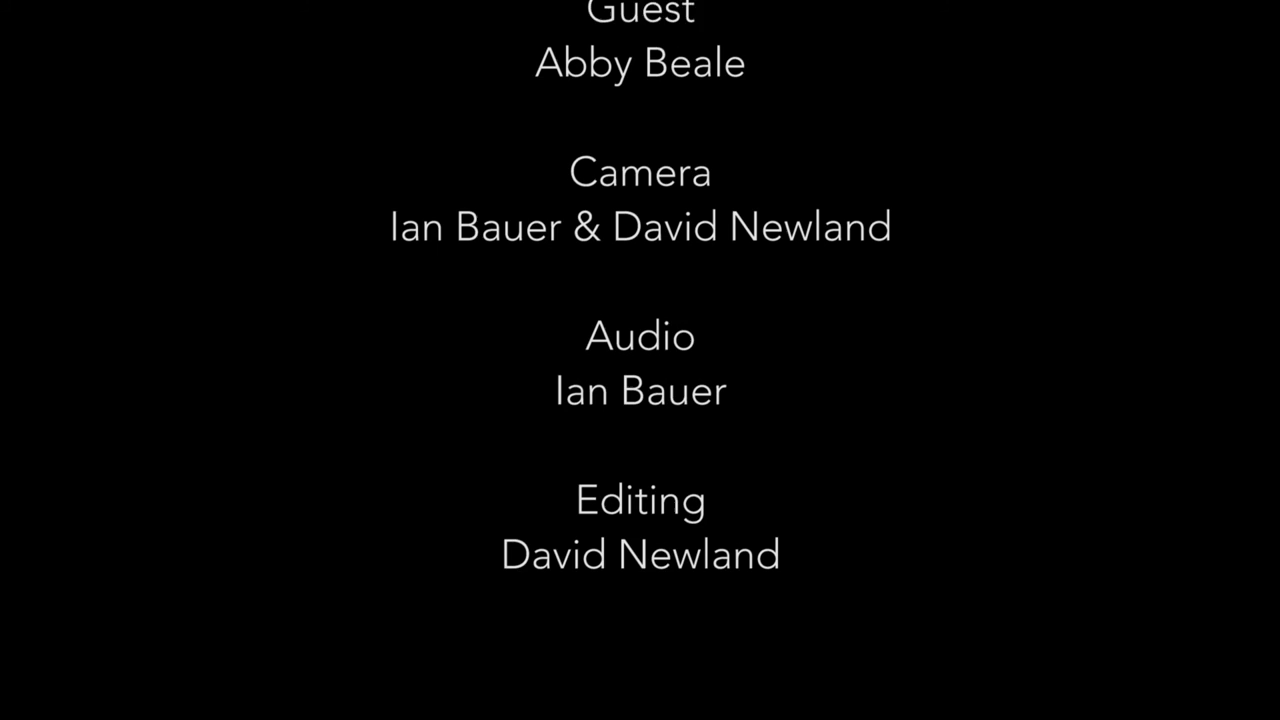 Guest
Abby Beale
Camera
Ian Bauer & David Newland
Audio
Ian Bauer
Editing
David Newland